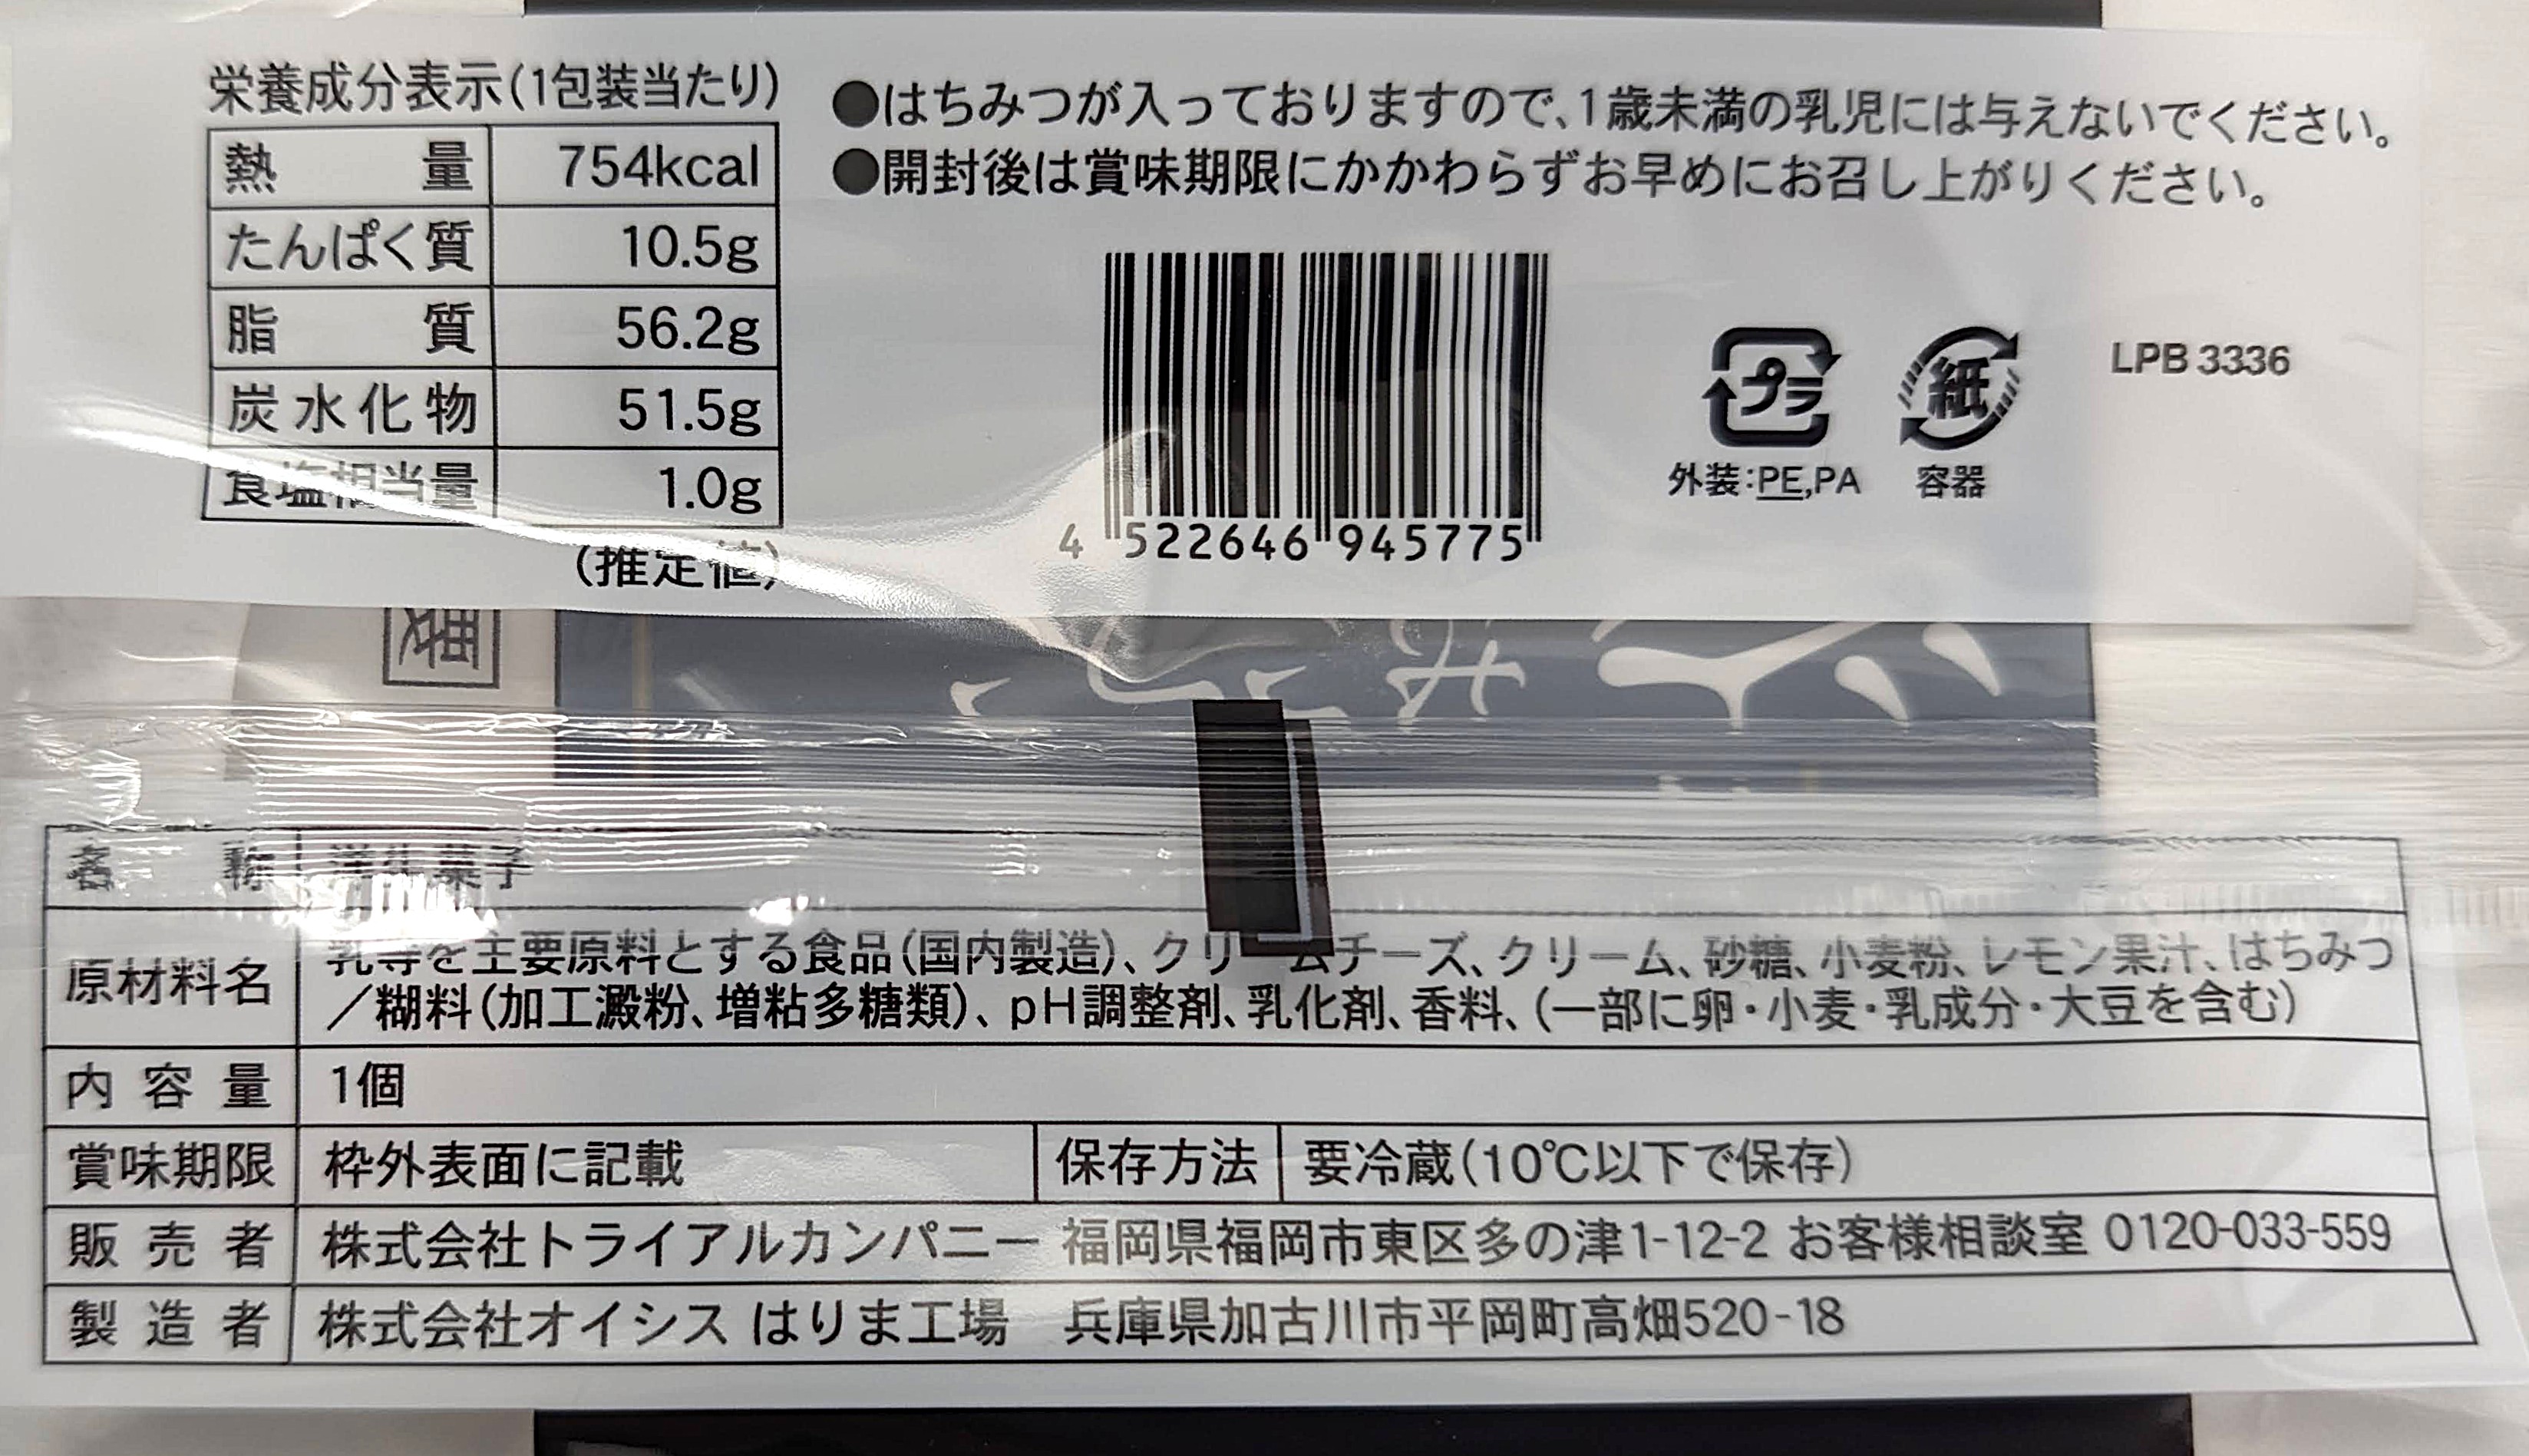 栄養成分表示(1包装当たり)
熱量 754kcal
たんぱく質 10.5g
脂質 56.2g
炭水化物 51.5g
食塩相当量 1.0g
(推定値)
●はちみつが入っておりますので、1歳未満の乳児には与えないでください。
●開封後は賞味期限にかかわらずお早めにお召し上がりください。
4 522646 945775
プラ
外装:PE,PA
紙
容器
LPB 3336
名称 洋生菓子
原材料名 乳等を主要原料とする食品(国内製造)、クリームチーズ、クリーム、砂糖、小麦粉、レモン果汁、はちみつ
/糊料(加工澱粉、増粘多糖類)、pH調整剤、乳化剤、香料、(一部に卵・小麦・乳成分・大豆を含む)
内容量 1個
賞味期限 枠外表面に記載 保存方法 要冷蔵(10℃以下で保存)
販売者 株式会社トライアルカンパニー 福岡県福岡市東区多の津1-12-2 お客様相談室 0120-033-559
製造者 株式会社オイシス はりま工場 兵庫県加古川市平岡町高畑520-18